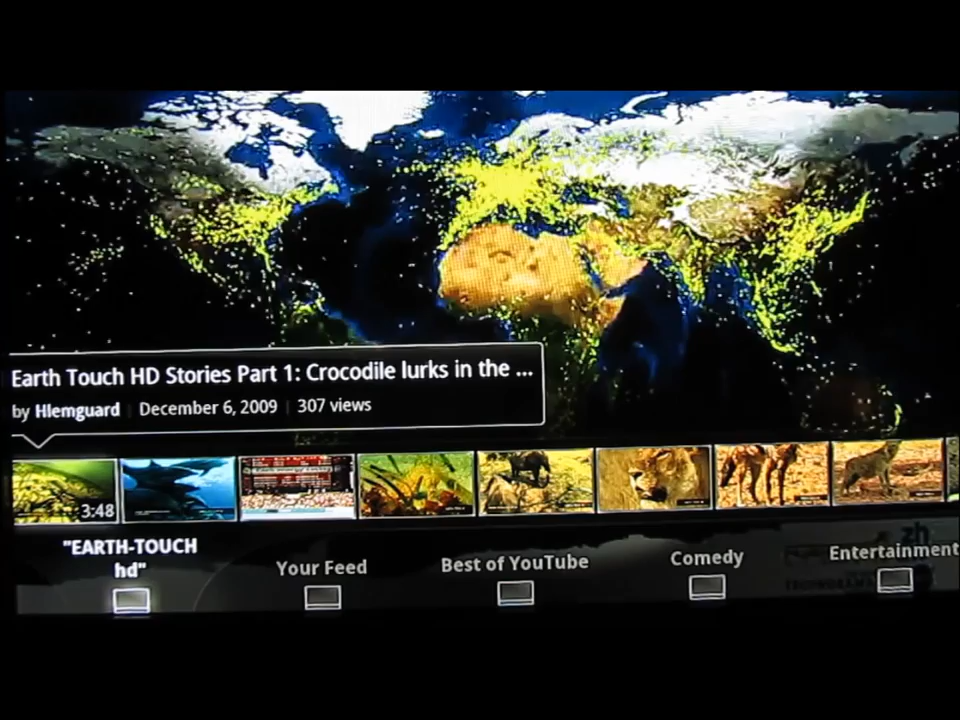 Earth Touch HD Stories Part 1: Crocodile lurks in the ...
by Hlemguard | December 6, 2009 | 307 views
3:48
"EARTH-TOUCH
hd"
Your Feed
Best of YouTube
Comedy
Entertainment
zh